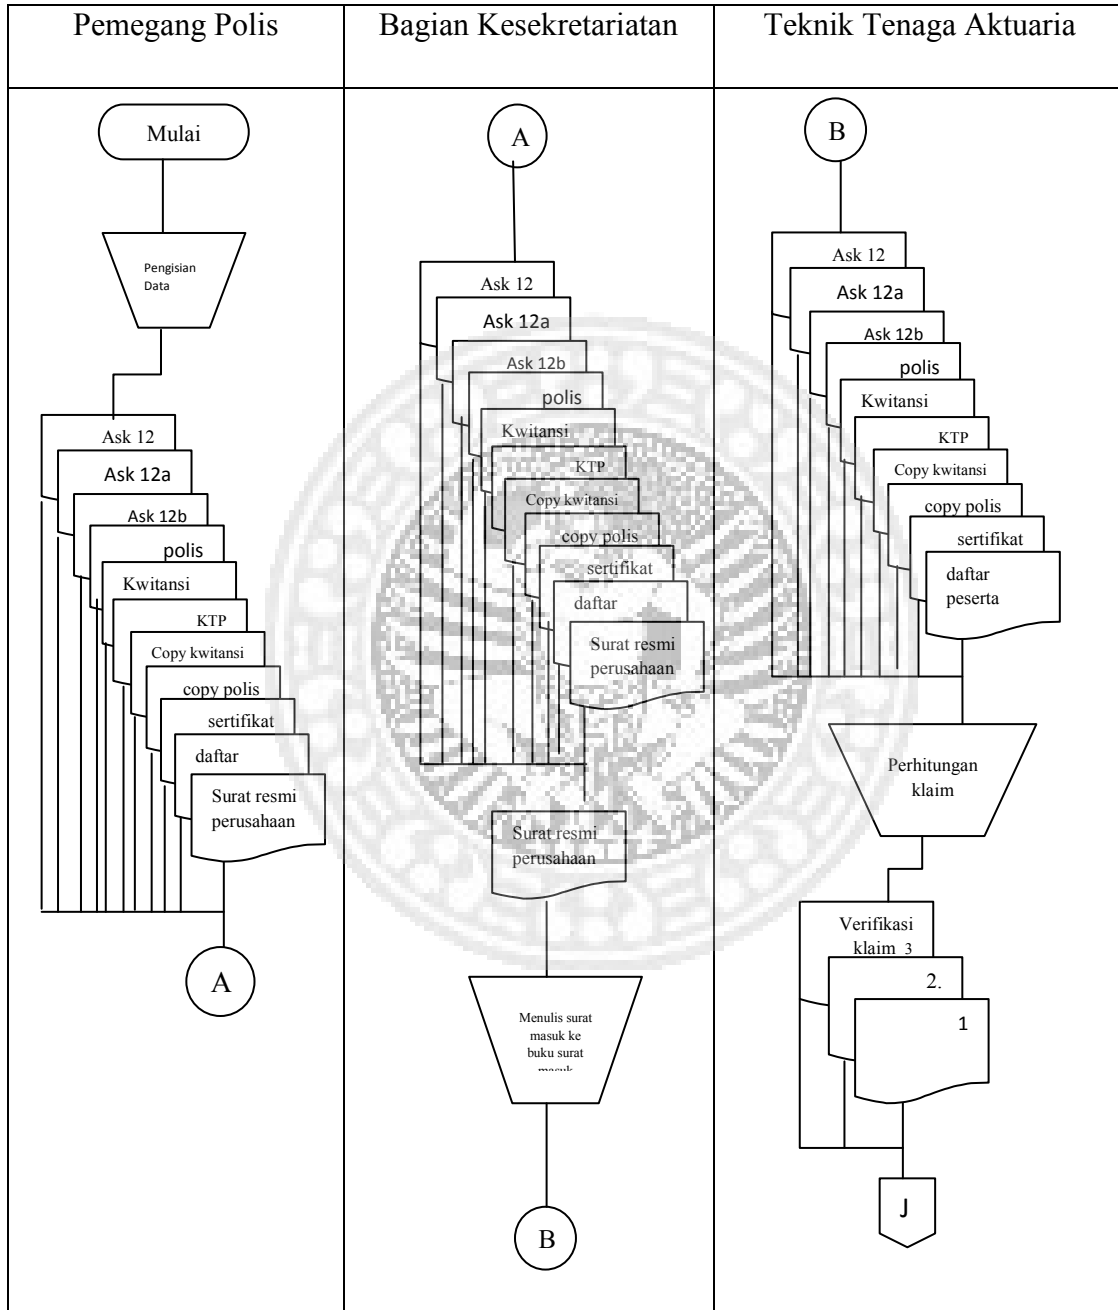 Pemegang Polis
Bagian Kesekretariatan
Teknik Tenaga Aktuaria
Mulai
Pengisian
Data
Ask 12
Ask 12a
Ask 12b
polis
Kwitansi
KTP
Copy kwitansi
copy polis
sertifikat
daftar
Surat resmi
perusahaan
A
A
Ask 12
Ask 12a
Ask 12b
polis
Kwitansi
KTP
Copy kwitansi
copy polis
sertifikat
daftar
Surat resmi
perusahaan
Surat resmi
perusahaan
Menulis surat
masuk ke
buku surat
masuk
B
B
Ask 12
Ask 12a
Ask 12b
polis
Kwitansi
KTP
Copy kwitansi
copy polis
sertifikat
daftar
peserta
Perhitungan
klaim
Verifikasi
klaim 3
2.
1
J